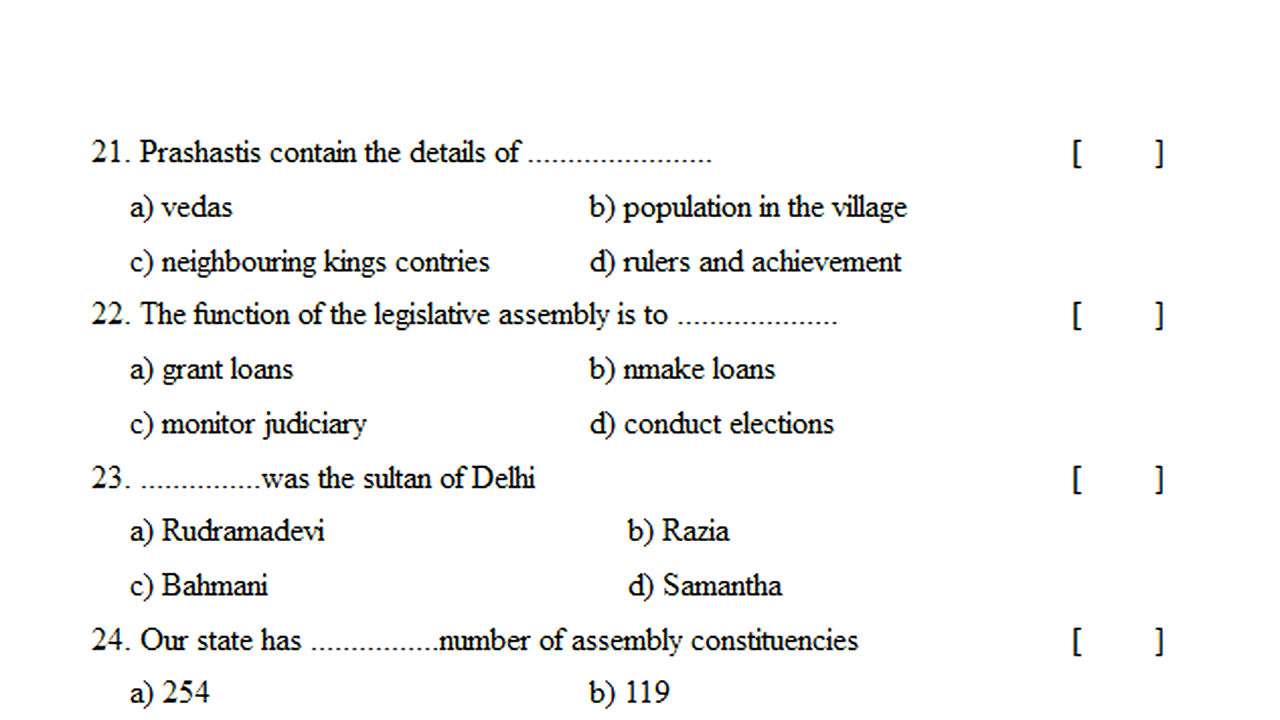 21. Prashastis contain the details of ....................... [ ]
a) vedas b) population in the village
c) neighbouring kings contries d) rulers and achievement
22. The function of the legislative assembly is to .................... [ ]
a) grant loans b) nmake loans
c) monitor judiciary d) conduct elections
23. ...............was the sultan of Delhi [ ]
a) Rudramadevi b) Razia
c) Bahmani d) Samantha
24. Our state has ................number of assembly constituencies [ ]
a) 254 b) 119